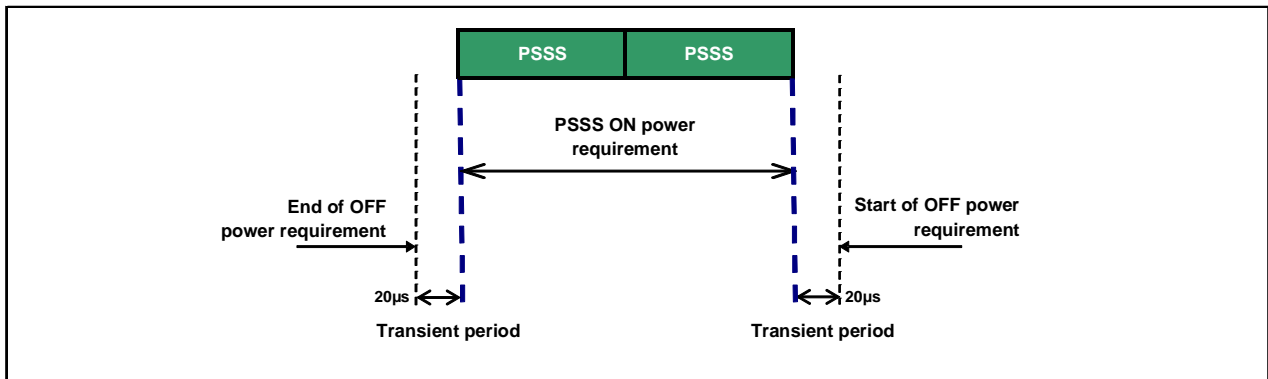 PSSS PSSS
PSSS ON power
requirement
End of OFF
power requirement
Start of OFF power
requirement
20µs
20µs
Transient period
Transient period